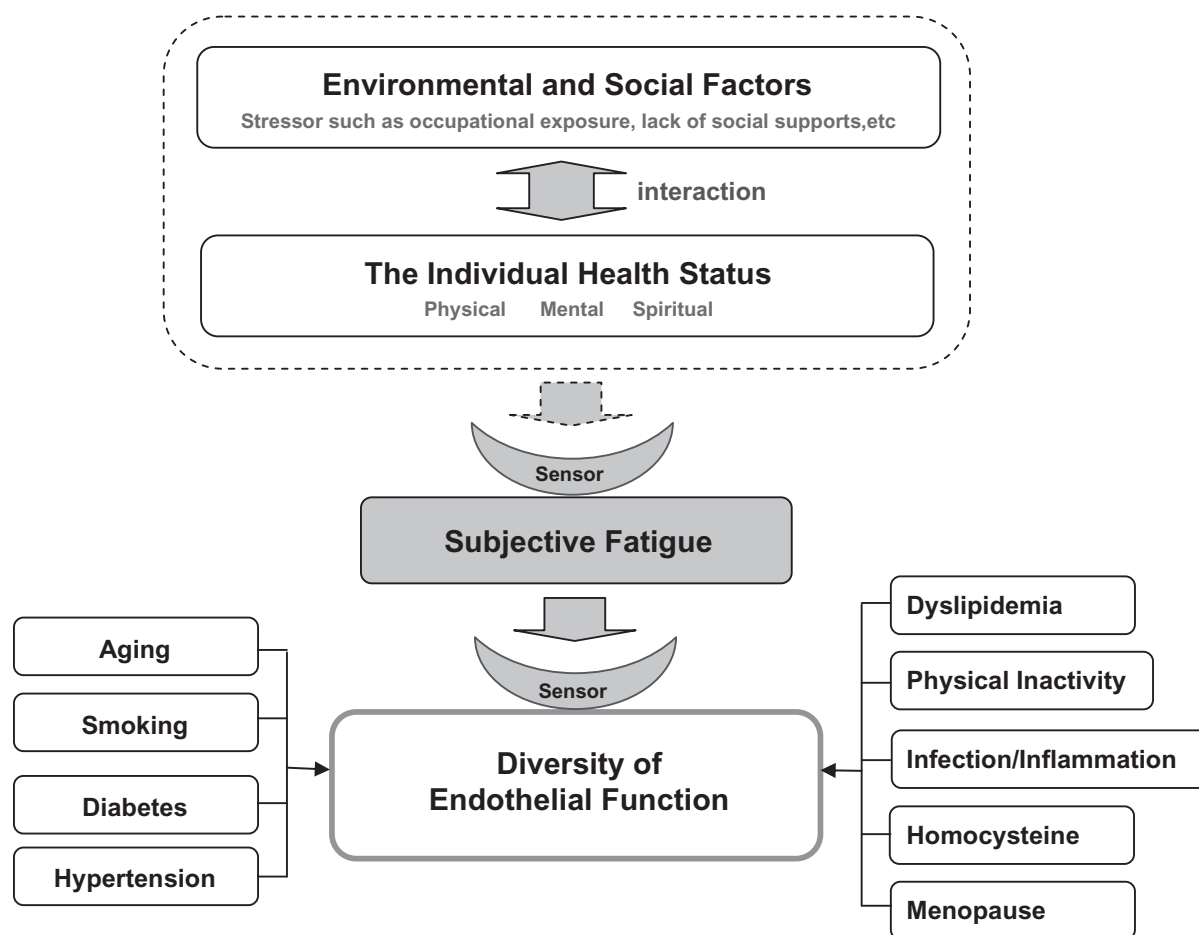 Environmental and Social Factors
Stressor such as occupational exposure, lack of social supports,etc
interaction
The Individual Health Status
Physical Mental Spiritual
Sensor
Subjective Fatigue
Sensor
Diversity of
Endothelial Function
Aging
Smoking
Diabetes
Hypertension
Dyslipidemia
Physical Inactivity
Infection/Inflammation
Homocysteine
Menopause